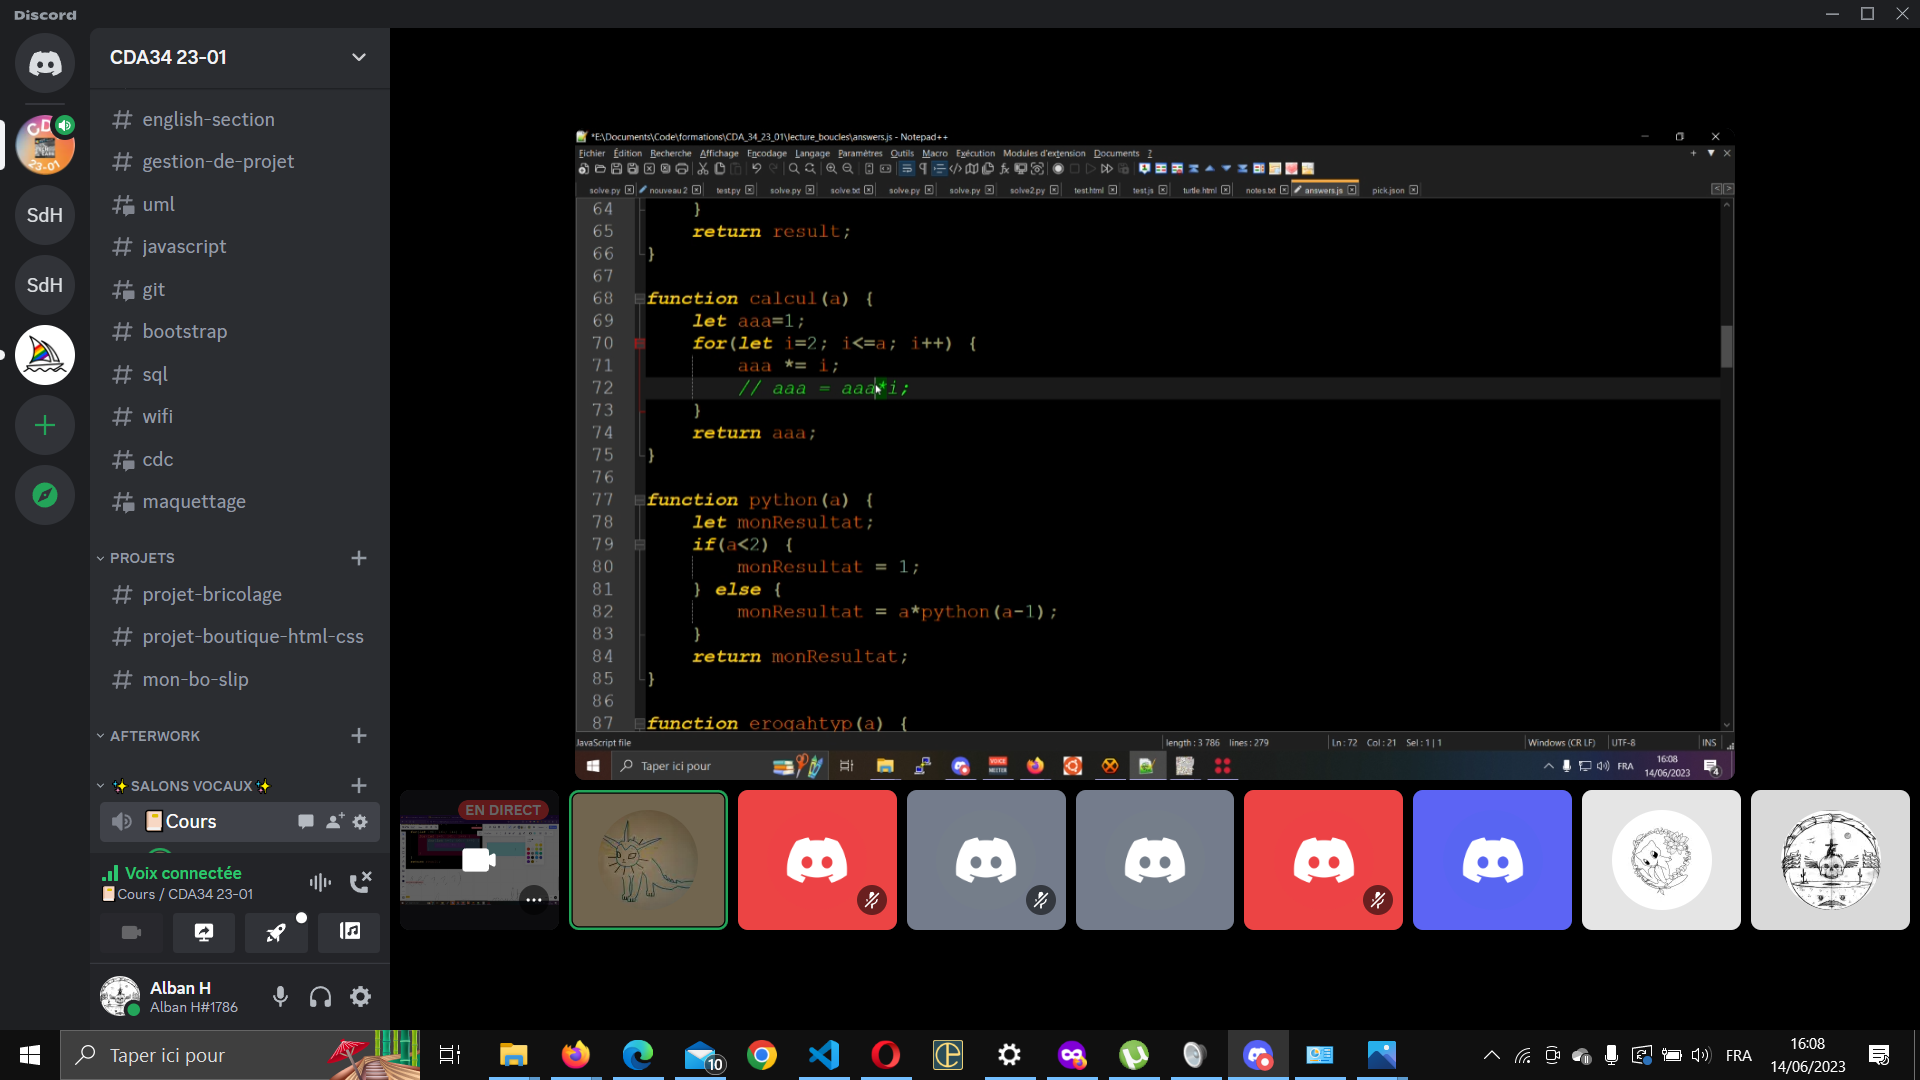 Discord
CDA34 23-01
english-section
gestion-de-projet
uml
javascript
git
bootstrap
sql
wifi
cdc
maquettage
PROJETS
projet-bricolage
projet-boutique-html-css
mon-bo-slip
AFTERWORK
✨ SALONS VOCAUX ✨
Cours
Voix connectée
Cours / CDA34 23-01
Alban H
Alban H#1786
SdH
SdH
*E:\Documents\Code\formations\CDA_34_23_01\lecture_boucles\answers.js - Notepad++
Fichier Édition Recherche Affichage Encodage Langage Paramètres Outils Macro Exécution Modules d'extension Documents ?
solve.py nouveau 2 test.py solve.py solve.txt solve.py solve.py solve2.py test.html test.js turtle.html notes.txt answers.js pick.json
64 }
65 return result;
66 }
67
68 function calcul(a) {
69 let aaa=1;
70 for(let i=2; i<=a; i++) {
71 aaa *= i;
72 // aaa = aaa*i;
73 }
74 return aaa;
75 }
76
77 function python(a) {
78 let monResultat;
79 if(a<2) {
80 monResultat = 1;
81 } else {
82 monResultat = a*python(a-1);
83 }
84 return monResultat;
85 }
86
87 function erogahtyp(a) {
JavaScript file length : 3 786 lines : 279 Ln : 72 Col : 21 Sel : 1 | 1 Windows (CR LF) UTF-8 INS
Taper ici pour
FRA
16:08
14/06/2023
4
EN DIRECT
Taper ici pour
10
FRA
16:08
14/06/2023